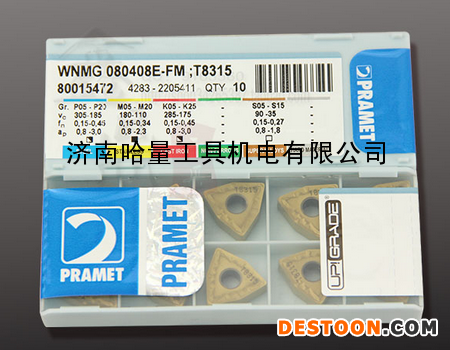 WNMG 080408E-FM ;T8315
80015472 4283 - 2205411 QTY 10
Gr. P05 - P20 M05 - M20 K05 - K25 - S05 - S15 -
vc 305-185 180-110 285-175 - 90 -35 -
fn 0,15-0,45 0,15-0,34 0,15-0,45 - 0,15-0,27 -
ap 0,8 -3,0 0,8 -2,3 0,8 -3,0 - 0,8 -1,8 -
PRAMET
济南哈量工具机电有限公司
PRAMET
PRAMET
UP!GRADE
DESTOON.COM